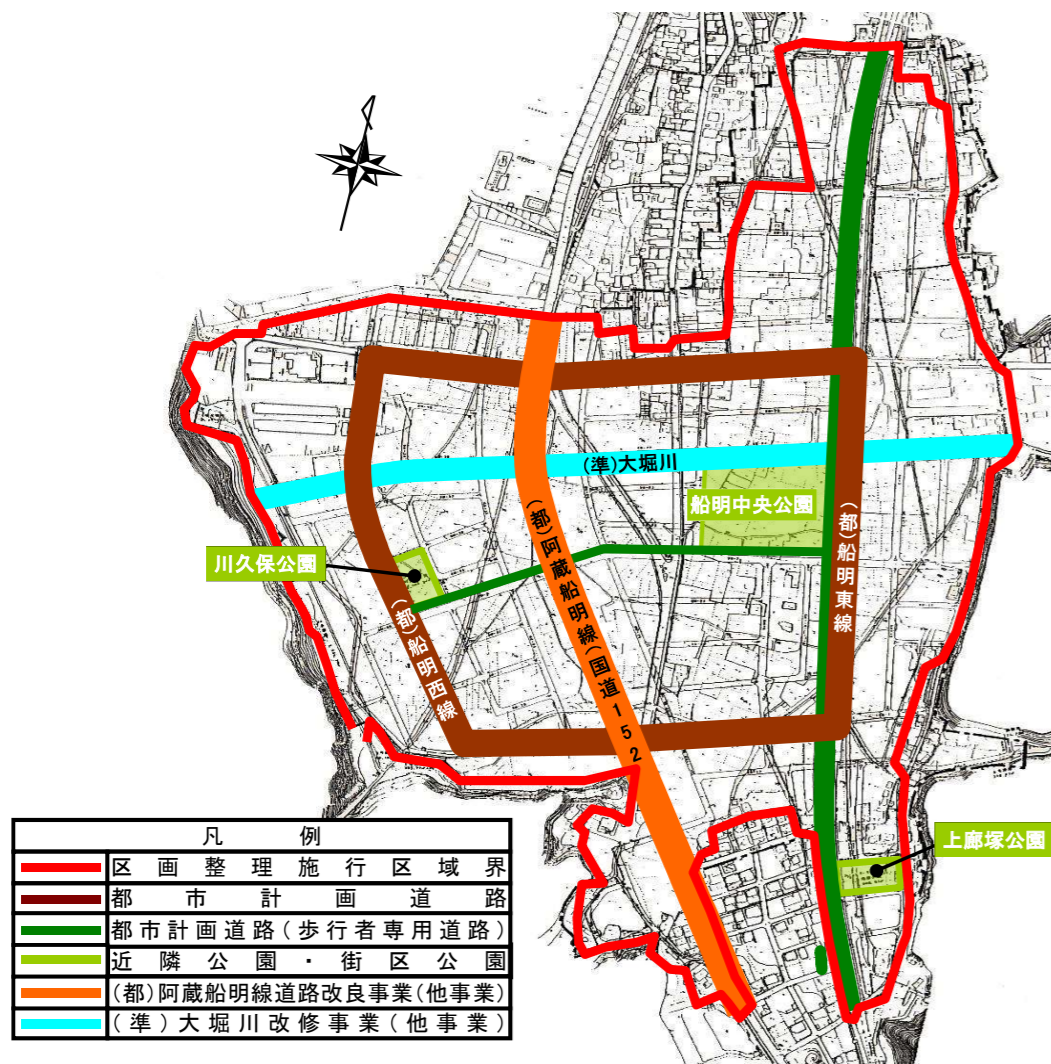 (準)大堀川
船明中央公園
川久保公園
(都)阿蔵船明線(国道152
(都)船明東線
(都)船明西線
上廊塚公園
凡例
区画整理施行区域界
都市計画道路
都市計画道路(歩行者専用道路)
近隣公園・街区公園
(都)阿蔵船明線道路改良事業(他事業)
(準)大堀川改修事業(他事業)